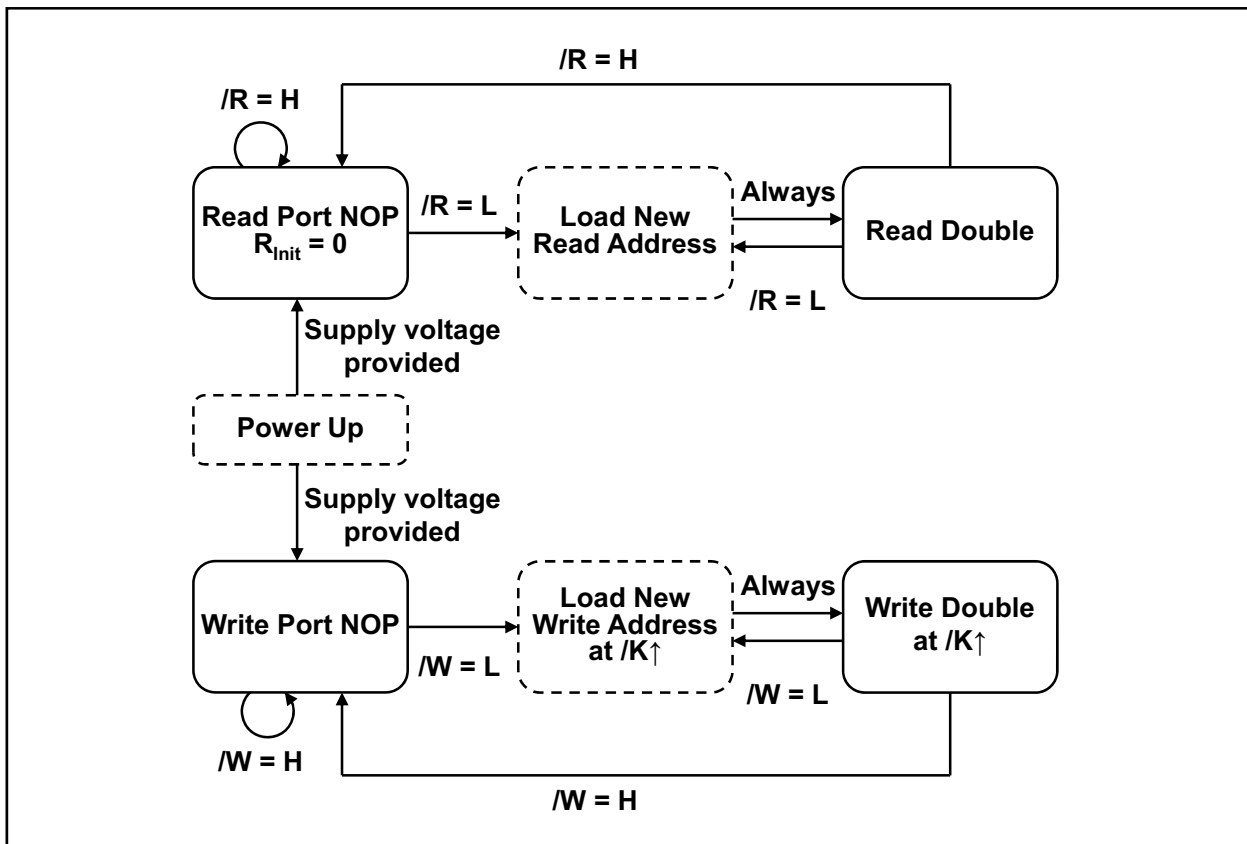 /R = H
/R = H
Read Port NOP
RInit = 0
/R = L
Load New
Read Address
Always
/R = L
Read Double
Supply voltage
provided
Power Up
Supply voltage
provided
Write Port NOP
/W = L
Load New
Write Address
at /K↑
Always
/W = L
Write Double
at /K↑
/W = H
/W = H